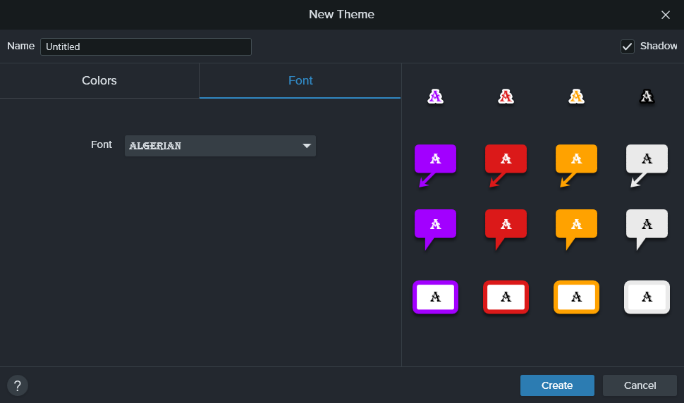 New Theme
Name Untitled Shadow
Colors Font
Font ALGERIAN
A A A A
A A A A
A A A A
A A A A
? Create Cancel